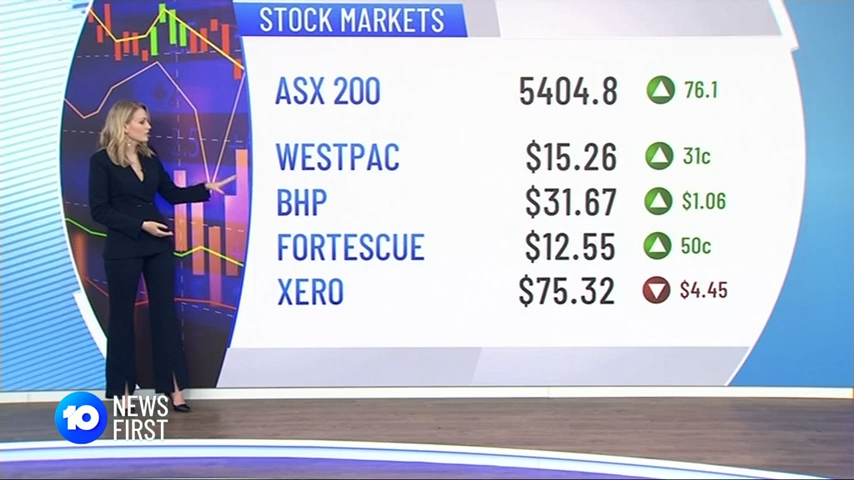 STOCK MARKETS
ASX 200 5404.8 76.1
WESTPAC $15.26 31c
BHP $31.67 $1.06
FORTESCUE $12.55 50c
XERO $75.32 $4.45
10 NEWS
FIRST